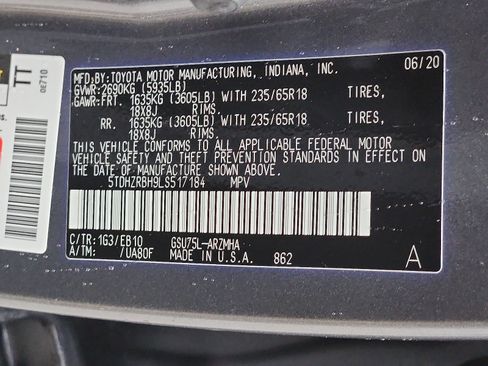 MFD.BY:TOYOTA MOTOR MANUFACTURING, INDIANA, INC. 06/20
GVWR:2690KG (5935LB)
GAWR:FRT. 1635KG (3605LB) WITH 235/65R18 TIRES,
18X8J RIMS.
RR. 1635KG (3605LB) WITH 235/65R18 TIRES,
18X8J RIMS.
THIS VEHICLE CONFORMS TO ALL APPLICABLE FEDERAL MOTOR
VEHICLE SAFETY AND THEFT PREVENTION STANDARDS IN EFFECT
ON THE DATE OF MANUFACTURE SHOWN ABOVE.
5TDHZRBH9LS517184 MPV
C/TR:1G3/EB10 GSU75L-ARZMHA
A/TM: /UA80F MADE IN U.S.A. 862 A
TT
0E710